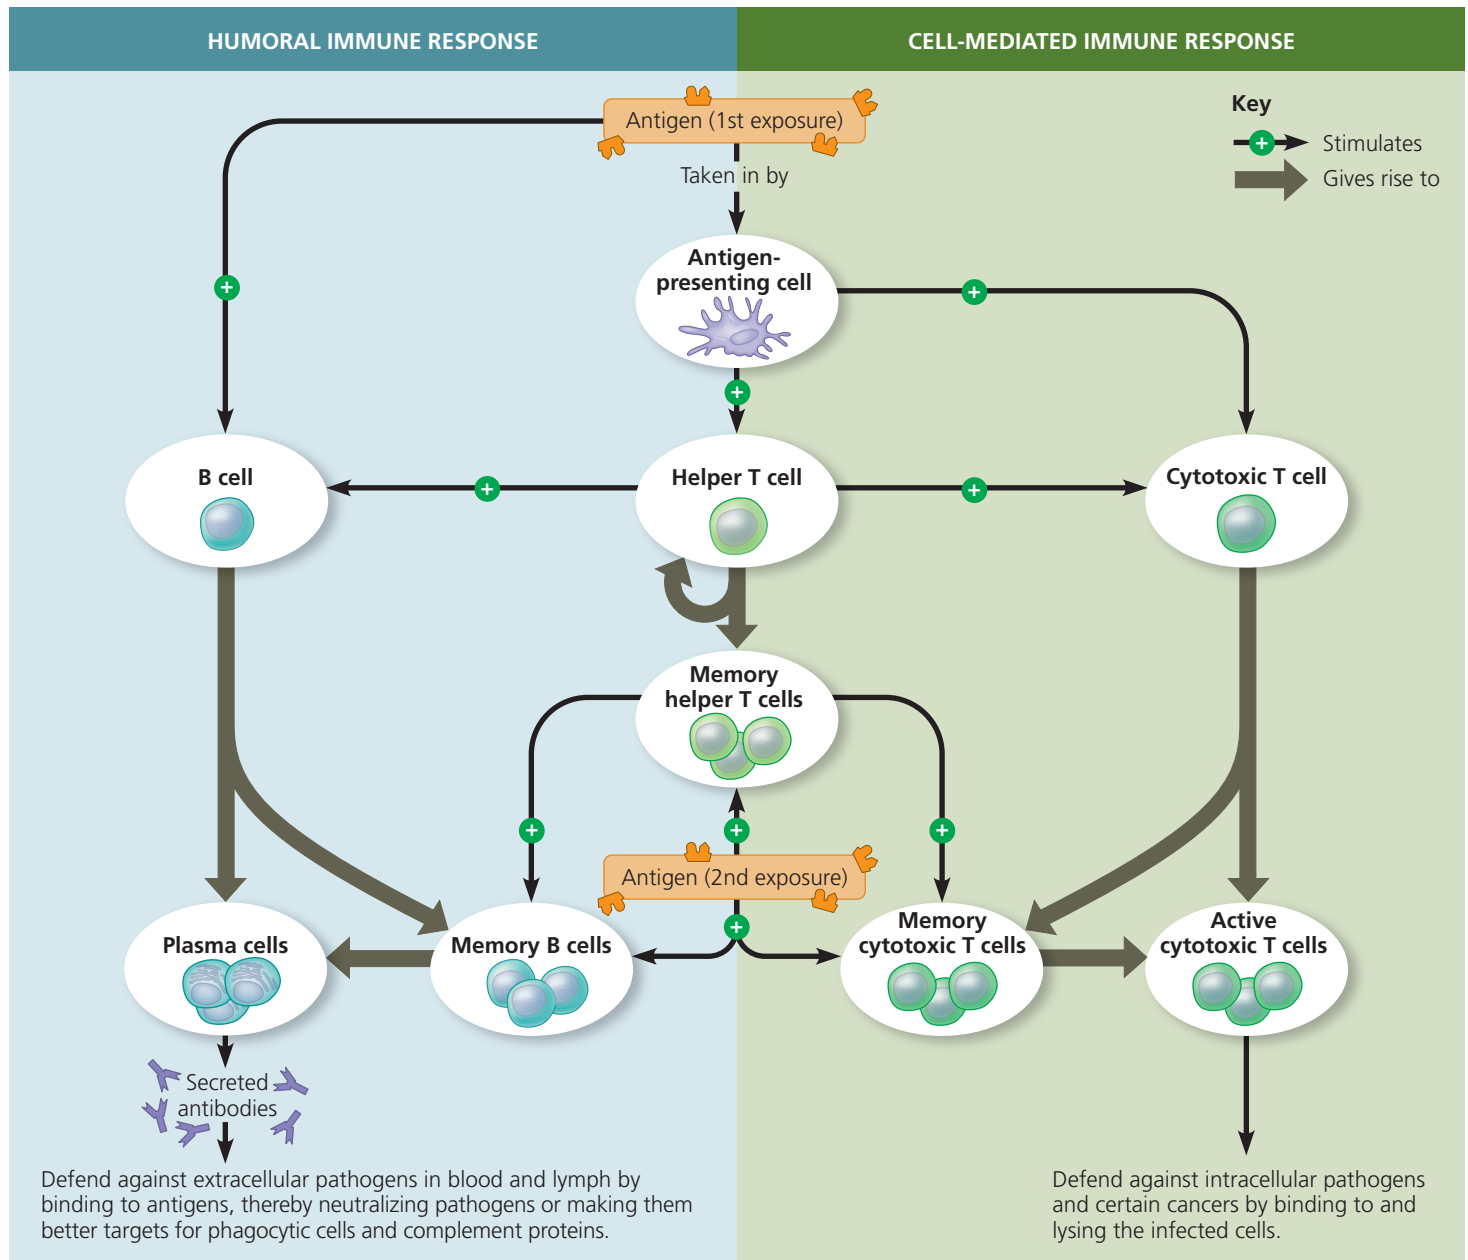 HUMORAL IMMUNE RESPONSE
CELL-MEDIATED IMMUNE RESPONSE
Antigen (1st exposure)
Key
Stimulates
Gives rise to
Taken in by
Antigen-
presenting cell
+
+
+
B cell
Helper T cell
Cytotoxic T cell
+
+
Memory
helper T cells
+
+
+
Antigen (2nd exposure)
+
Plasma cells
Memory B cells
Memory
cytotoxic T cells
Active
cytotoxic T cells
Secreted
antibodies
Defend against extracellular pathogens in blood and lymph by
binding to antigens, thereby neutralizing pathogens or making them
better targets for phagocytic cells and complement proteins.
Defend against intracellular pathogens
and certain cancers by binding to and
lysing the infected cells.